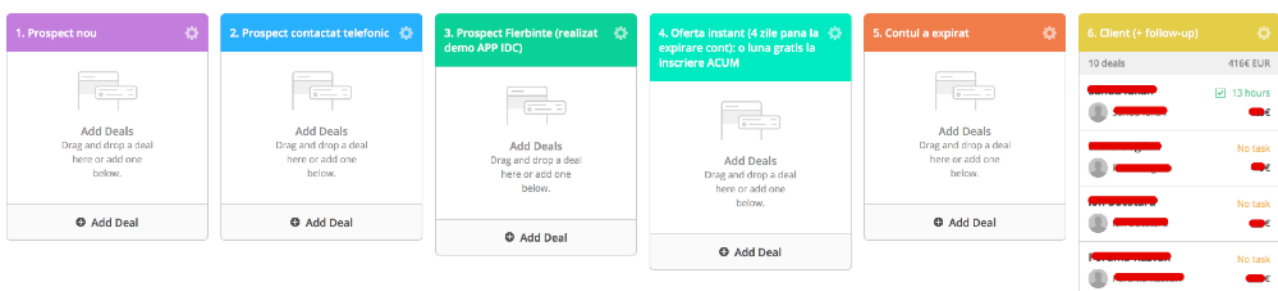 1. Prospect nou
Add Deals
Drag and drop a deal
here or add one
below.
Add Deal
2. Prospect contactat telefonic
Add Deals
Drag and drop a deal
here or add one
below.
Add Deal
3. Prospect Fierbinte (realizat
demo APP IDC)
Add Deals
Drag and drop a deal
here or add one
below.
Add Deal
4. Oferta instant (4 zile pana la
expirare cont): o luna gratis la
inscriere ACUM
Add Deals
Drag and drop a deal
here or add one
below.
Add Deal
5. Contul a expirat
Add Deals
Drag and drop a deal
here or add one
below.
Add Deal
6. Client (+ follow-up)
10 deals 416€ EUR
13 hours
€
No task
€
No task
€
No task
€